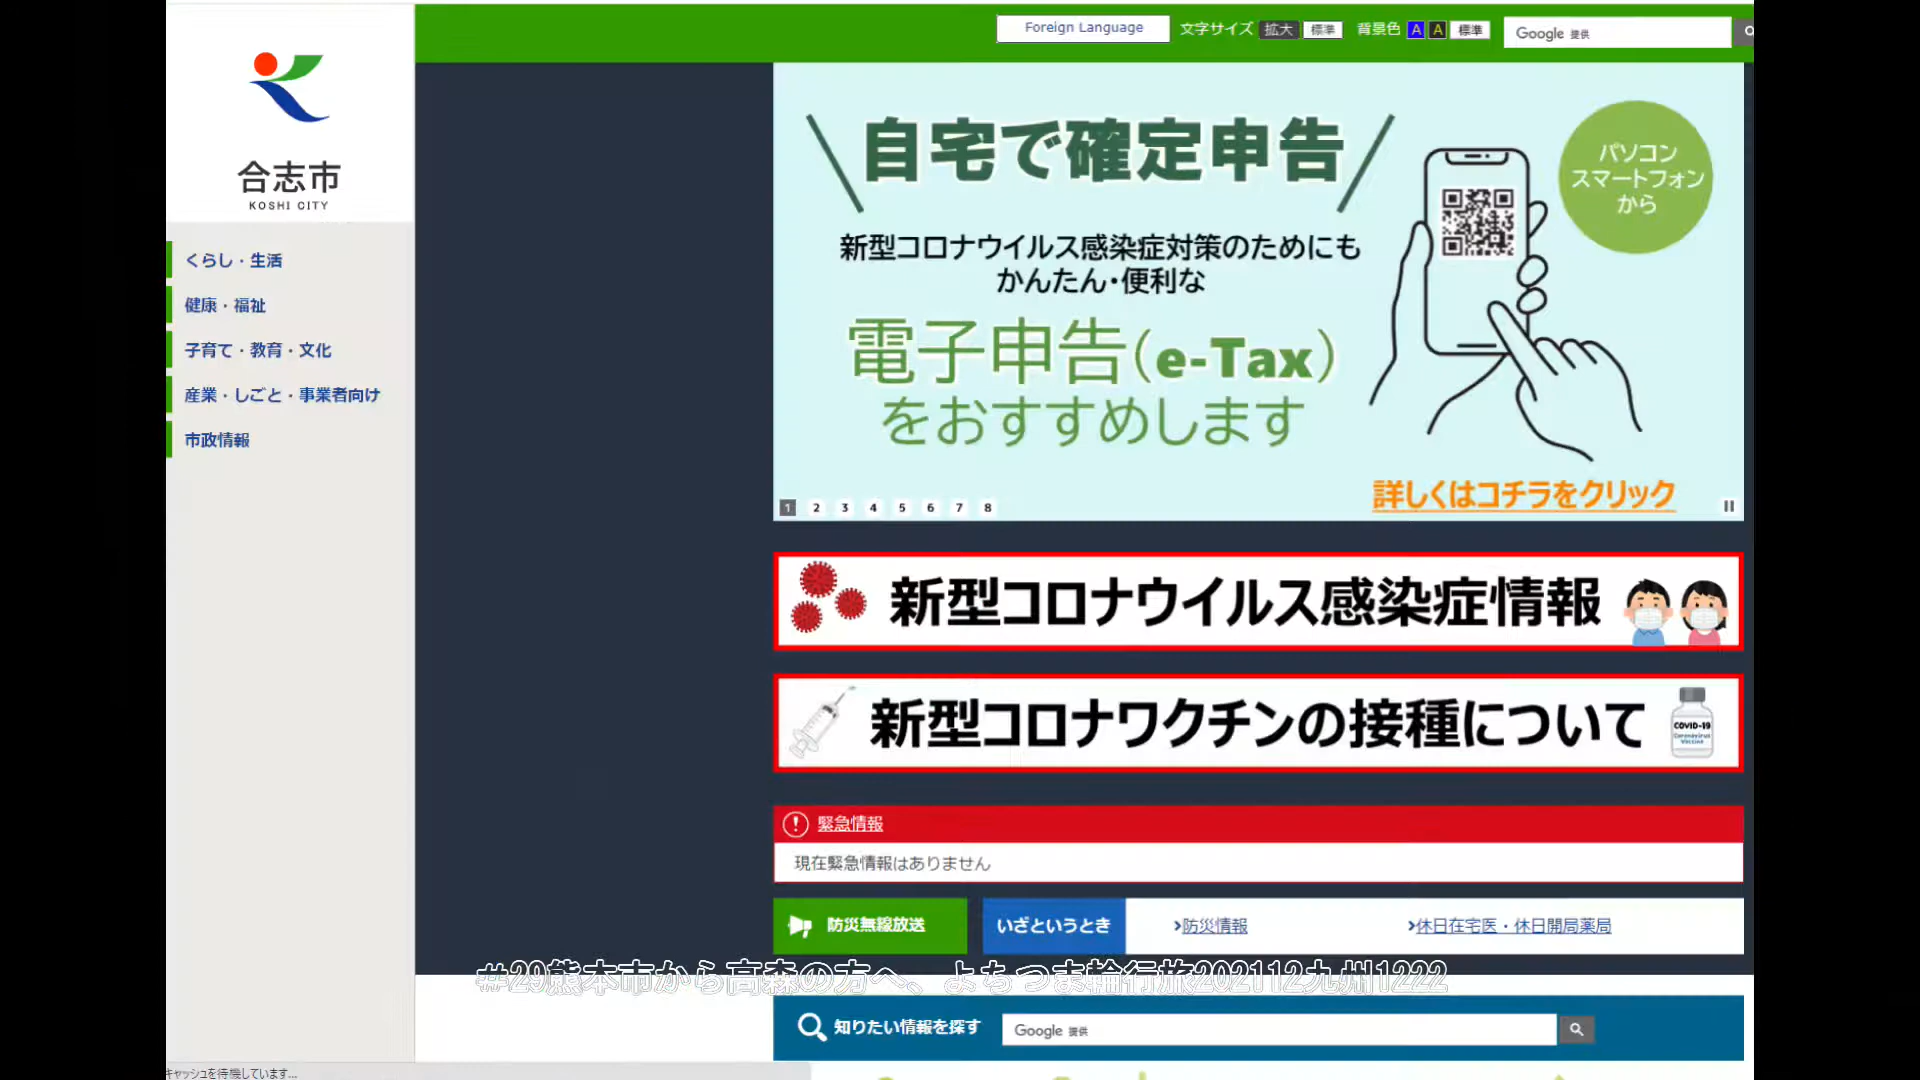 Foreign Language
文字サイズ 拡大 標準 背景色 A A 標準
Google 提供
合志市
KOSHI CITY
くらし・生活
健康・福祉
子育て・教育・文化
産業・しごと・事業者向け
市政情報
自宅で確定申告
パソコン
スマートフォン
から
新型コロナウイルス感染症対策のためにも
かんたん・便利な
電子申告(e-Tax)
をおすすめします
詳しくはコチラをクリック
1 2 3 4 5 6 7 8
新型コロナウイルス感染症情報
新型コロナワクチンの接種について
COVID-19
Coronavirus
Vaccine
緊急情報
現在緊急情報はありません
防災無線放送
いざというとき
防災情報
休日在宅医・休日開局薬局
#29熊本市から高森の方へ、よちつま輪行旅202112九州1222
知りたい情報を探す
Google 提供
キャッシュを待機しています...